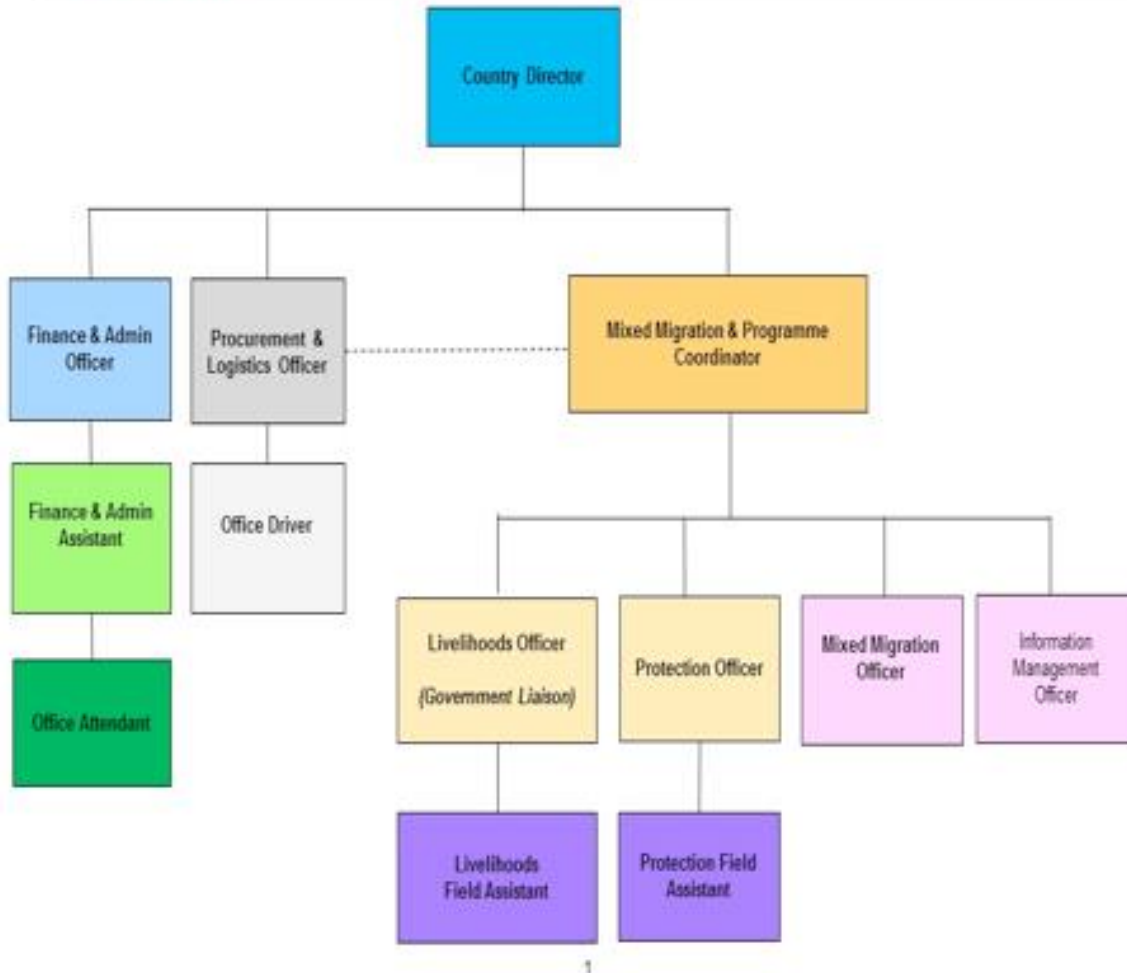 Country Director
Finance & Admin
Officer
Procurement &
Logistics Officer
Mixed Migration & Programme
Coordinator
Finance & Admin
Assistant
Office Driver
Livelihoods Officer
(Government Liaison)
Protection Officer
Mixed Migration
Officer
Information
Management
Officer
Office Attendant
Livelihoods
Field Assistant
Protection Field
Assistant
1